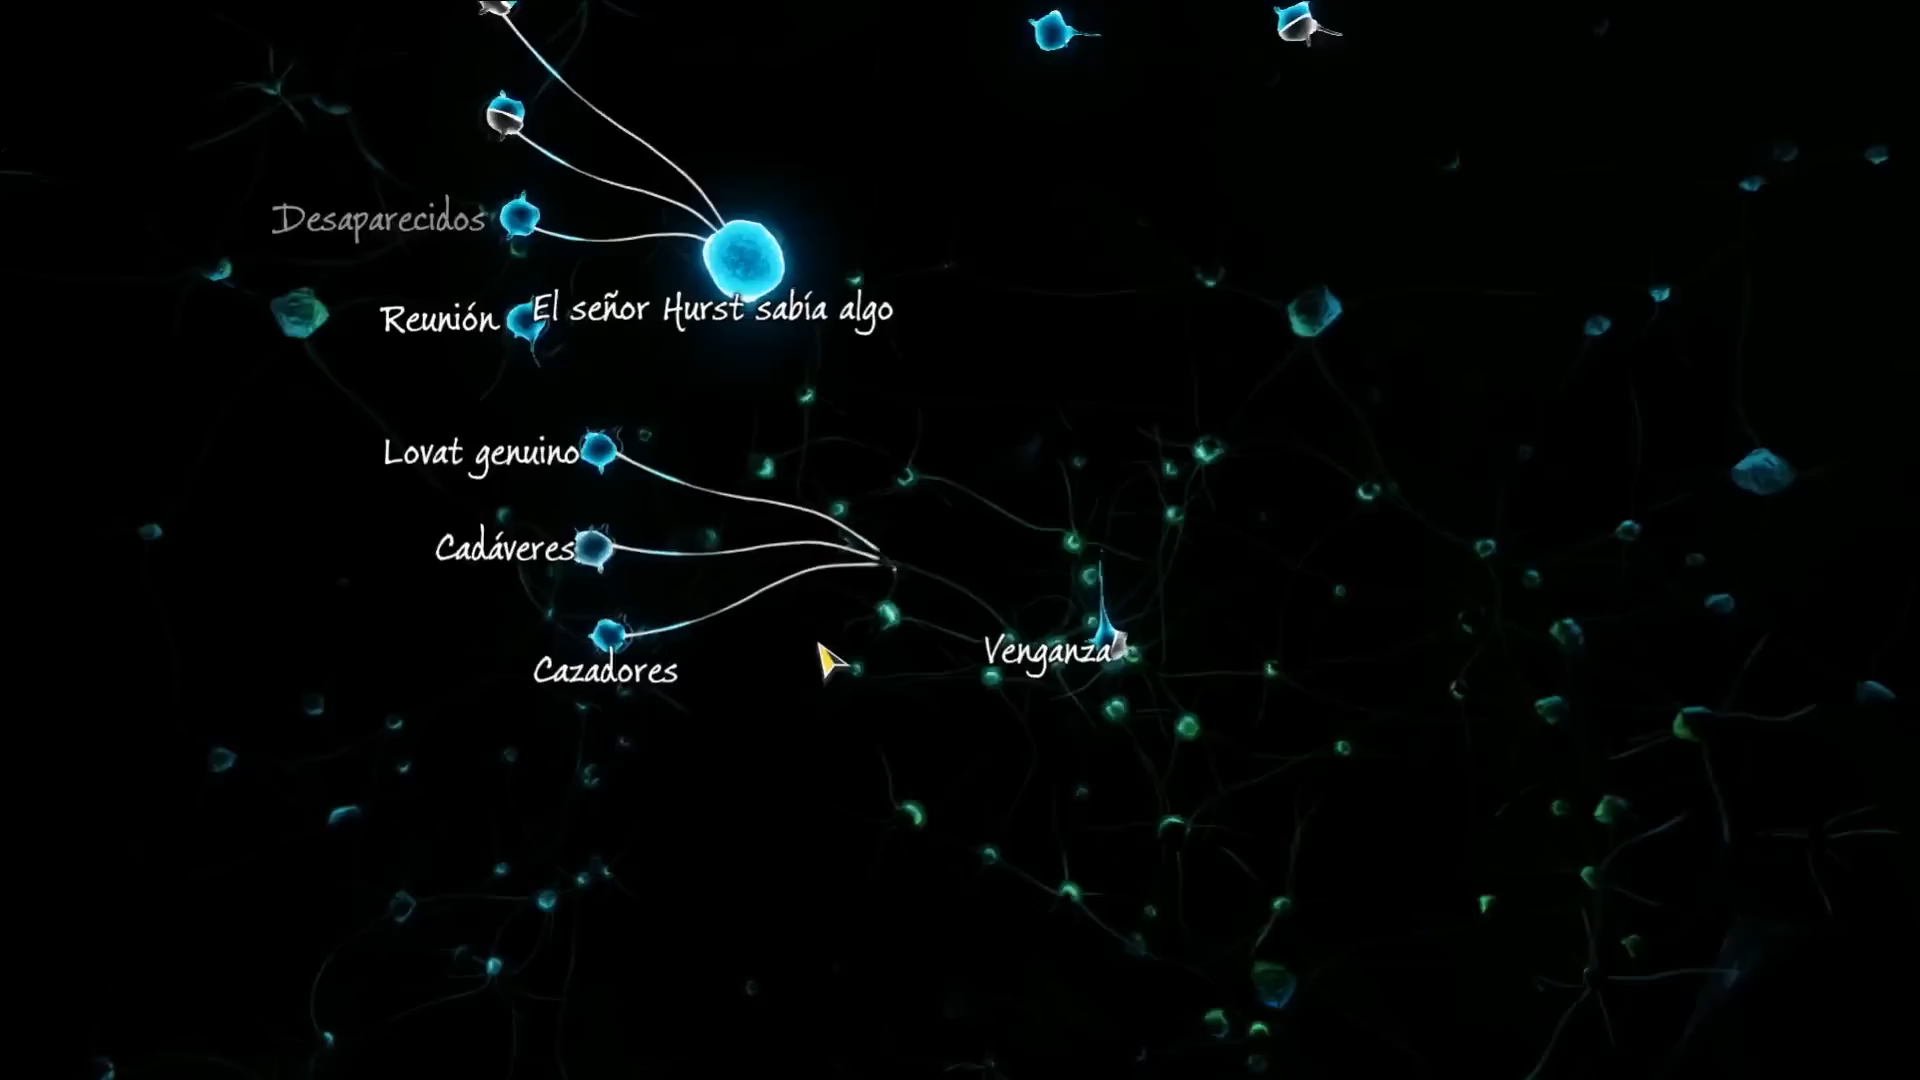 Desaparecidos
Reunión
El señor Hurst sabía algo
Lovat genuino
Cadáveres
Venganza
Cazadores